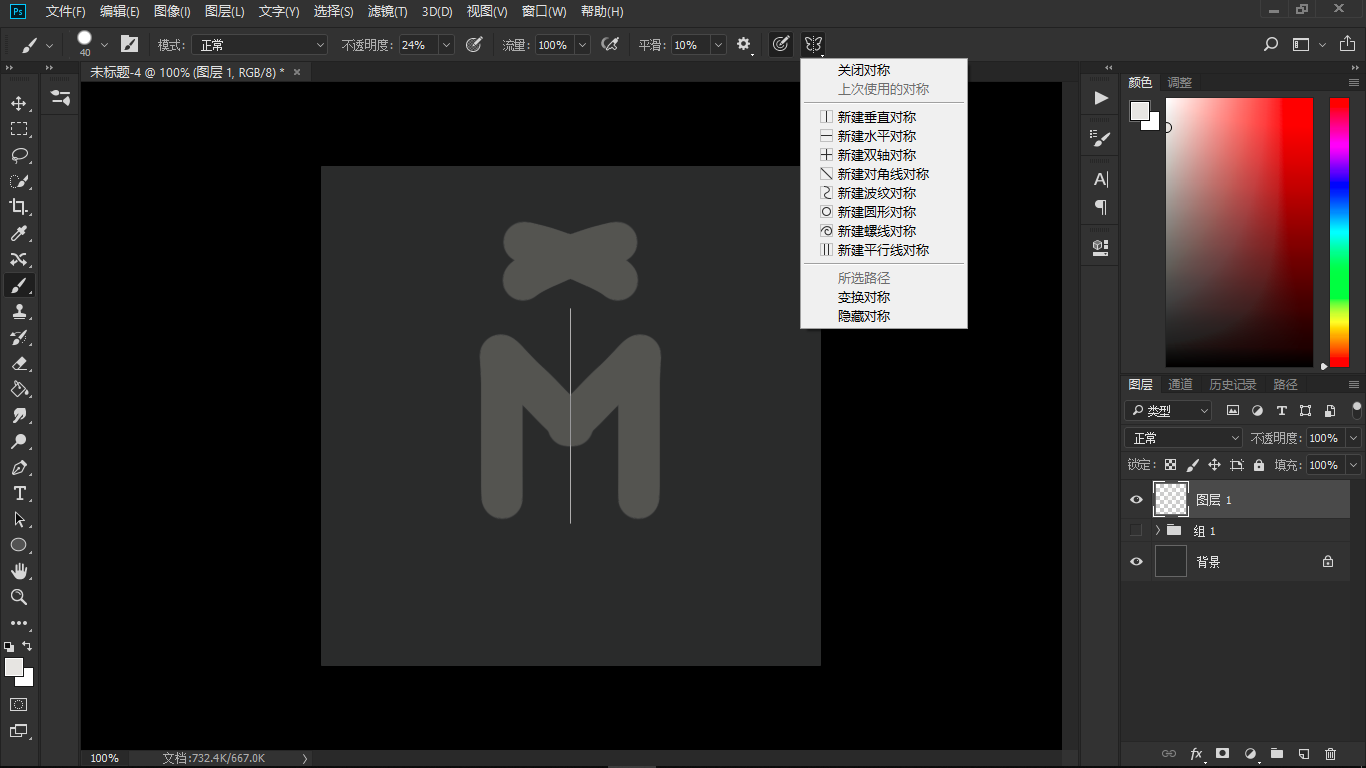 Ps 文件(F) 编辑(E) 图像(I) 图层(L) 文字(Y) 选择(S) 滤镜(T) 3D(D) 视图(V) 窗口(W) 帮助(H)
40 模式: 正常 不透明度: 24% 流量: 100% 平滑: 10%
未标题-4 @ 100% (图层 1, RGB/8) *
关闭对称
上次使用的对称
新建垂直对称
新建水平对称
新建双轴对称
新建对角线对称
新建波纹对称
新建圆形对称
新建螺线对称
新建平行线对称
所选路径
变换对称
隐藏对称
M
颜色 调整
图层 通道 历史记录 路径
类型
正常 不透明度: 100%
锁定: 填充: 100%
图层 1
组 1
背景
fx
100% 文档:732.4K/667.0K